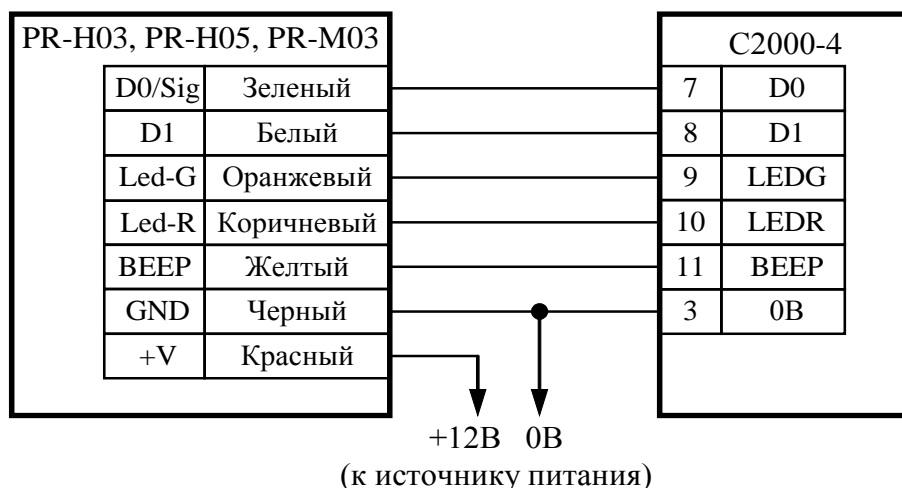 PR-H03, PR-H05, PR-M03
C2000-4
D0/Sig Зеленый 7 D0
D1 Белый 8 D1
Led-G Оранжевый 9 LEDG
Led-R Коричневый 10 LEDR
BEEP Желтый 11 BEEP
GND Черный 3 0В
+V Красный
+12В 0В
(к источнику питания)